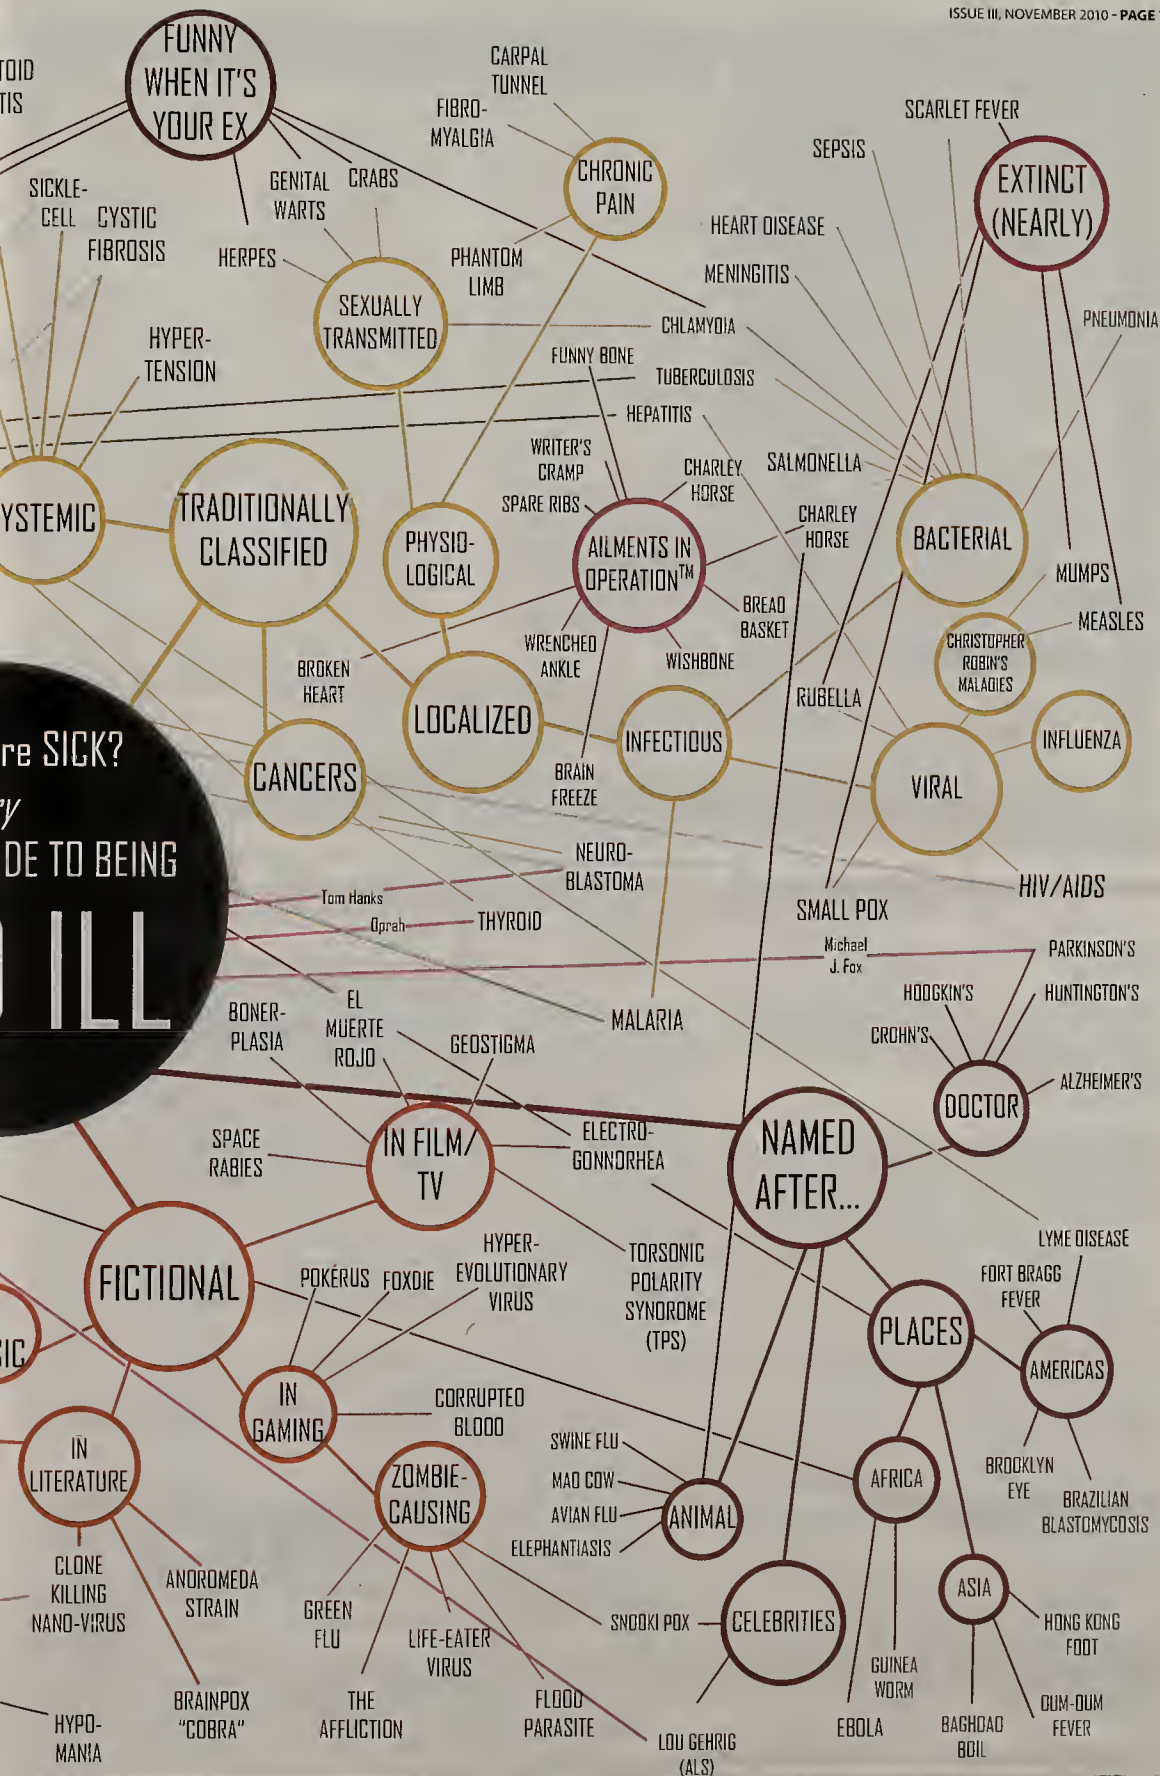 ISSUE III, NOVEMBER 2010 - PAGE
TOID
TIS
FUNNY
WHEN IT'S
YOUR EX
CARPAL
TUNNEL
FIBRO-
MYALGIA
CHRONIC
PAIN
SCARLET FEVER
SEPSIS
EXTINCT
(NEARLY)
SICKLE-
CELL
CYSTIC
FIBROSIS
GENITAL
WARTS
CRABS
HERPES
PHANTOM
LIMB
HEART DISEASE
MENINGITIS
SEXUALLY
TRANSMITTED
CHLAMYDIA
PNEUMONIA
HYPER-
TENSION
FUNNY BONE
TUBERCULOSIS
HEPATITIS
WRITER'S
CRAMP
CHARLEY
HORSE
SALMONELLA
SPARE RIBS
CHARLEY
HORSE
YSTEMIC
TRADITIONALLY
CLASSIFIED
PHYSIO-
LOGICAL
AILMENTS IN
OPERATION™
BACTERIAL
MUMPS
BREAD
BASKET
MEASLES
WRENCHED
ANKLE
WISHBONE
CHRISTOPHER
ROBIN'S
MALADIES
BROKEN
HEART
RUBELLA
LOCALIZED
INFECTIOUS
INFLUENZA
re SICK?
ry
DE TO BEING
ILL
CANCERS
BRAIN
FREEZE
VIRAL
NEURO-
BLASTOMA
HIV/AIDS
Tom Hanks
Oprah
THYROID
SMALL POX
Michael
J. Fox
PARKINSON'S
HODGKIN'S
HUNTINGTON'S
BONER-
PLASIA
EL
MUERTE
ROJO
GEOSTIGMA
MALARIA
CROHN'S
ALZHEIMER'S
DOCTOR
SPACE
RABIES
IN FILM/
TV
ELECTRO-
GONNORHEA
NAMED
AFTER...
LYME DISEASE
FICTIONAL
POKÉRUS
FOXDIE
HYPER-
EVOLUTIONARY
VIRUS
TORSONIC
POLARITY
SYNDROME
(TPS)
FORT BRAGG
FEVER
PLACES
AMERICAS
SIC
IN
GAMING
CORRUPTED
BLOOD
IN
LITERATURE
ZOMBIE-
CAUSING
SWINE FLU
MAD COW
AVIAN FLU
ELEPHANTIASIS
ANIMAL
AFRICA
BROOKLYN
EYE
BRAZILIAN
BLASTOMYCOSIS
CLONE
KILLING
NANO-VIRUS
ANDROMEDA
STRAIN
GREEN
FLU
LIFE-EATER
VIRUS
SNOOKI POX
CELEBRITIES
ASIA
HONG KONG
FOOT
GUINEA
WORM
HYPO-
MANIA
BRAINPOX
"COBRA"
THE
AFFLICTION
FLOOD
PARASITE
LOU GEHRIG
(ALS)
EBOLA
BAGHDAD
BOIL
DUM-DUM
FEVER